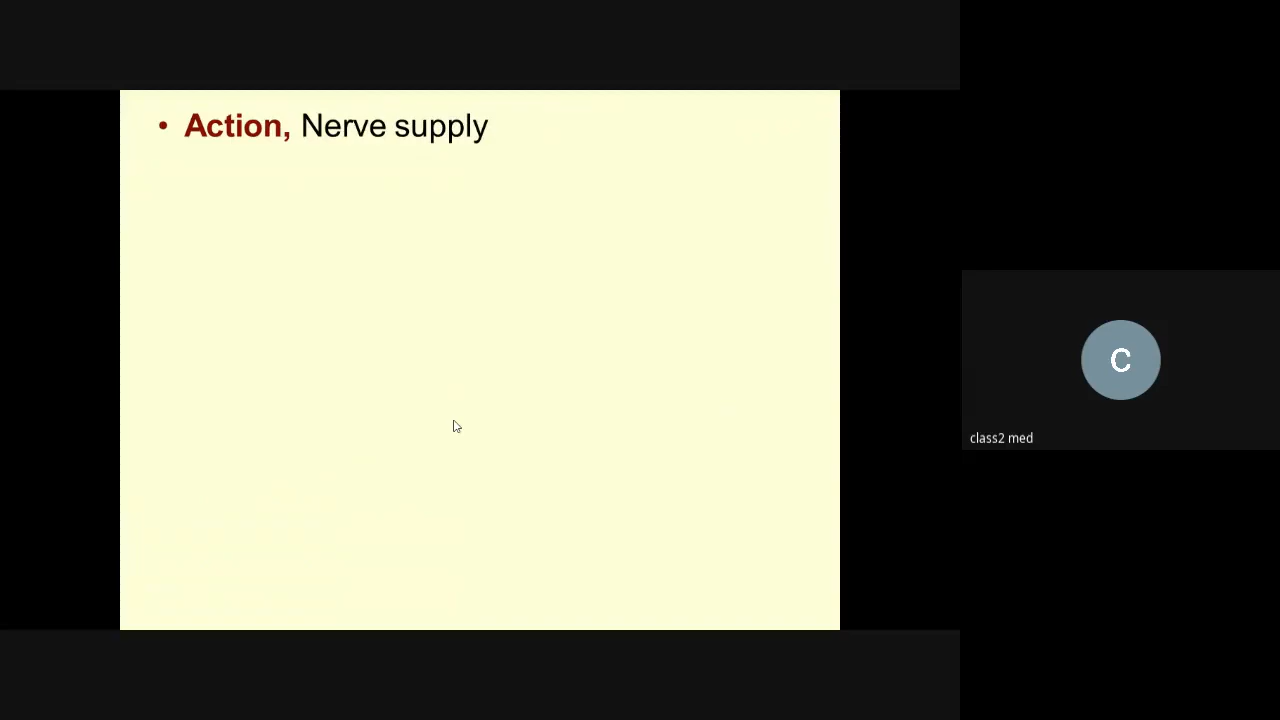 • Action, Nerve supply
C
class2 med